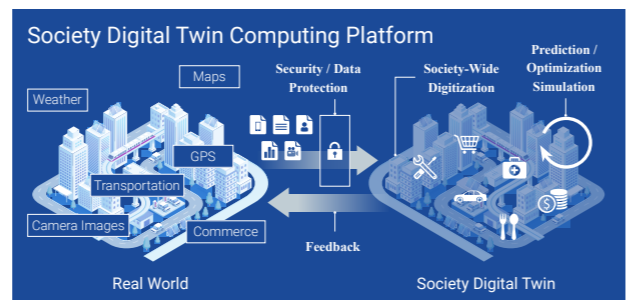 Society Digital Twin Computing Platform
Maps
Weather
GPS
Transportation
Camera Images
Commerce
Real World
Security / Data
Protection
Feedback
Society-Wide
Digitization
Prediction /
Optimization
Simulation
Society Digital Twin